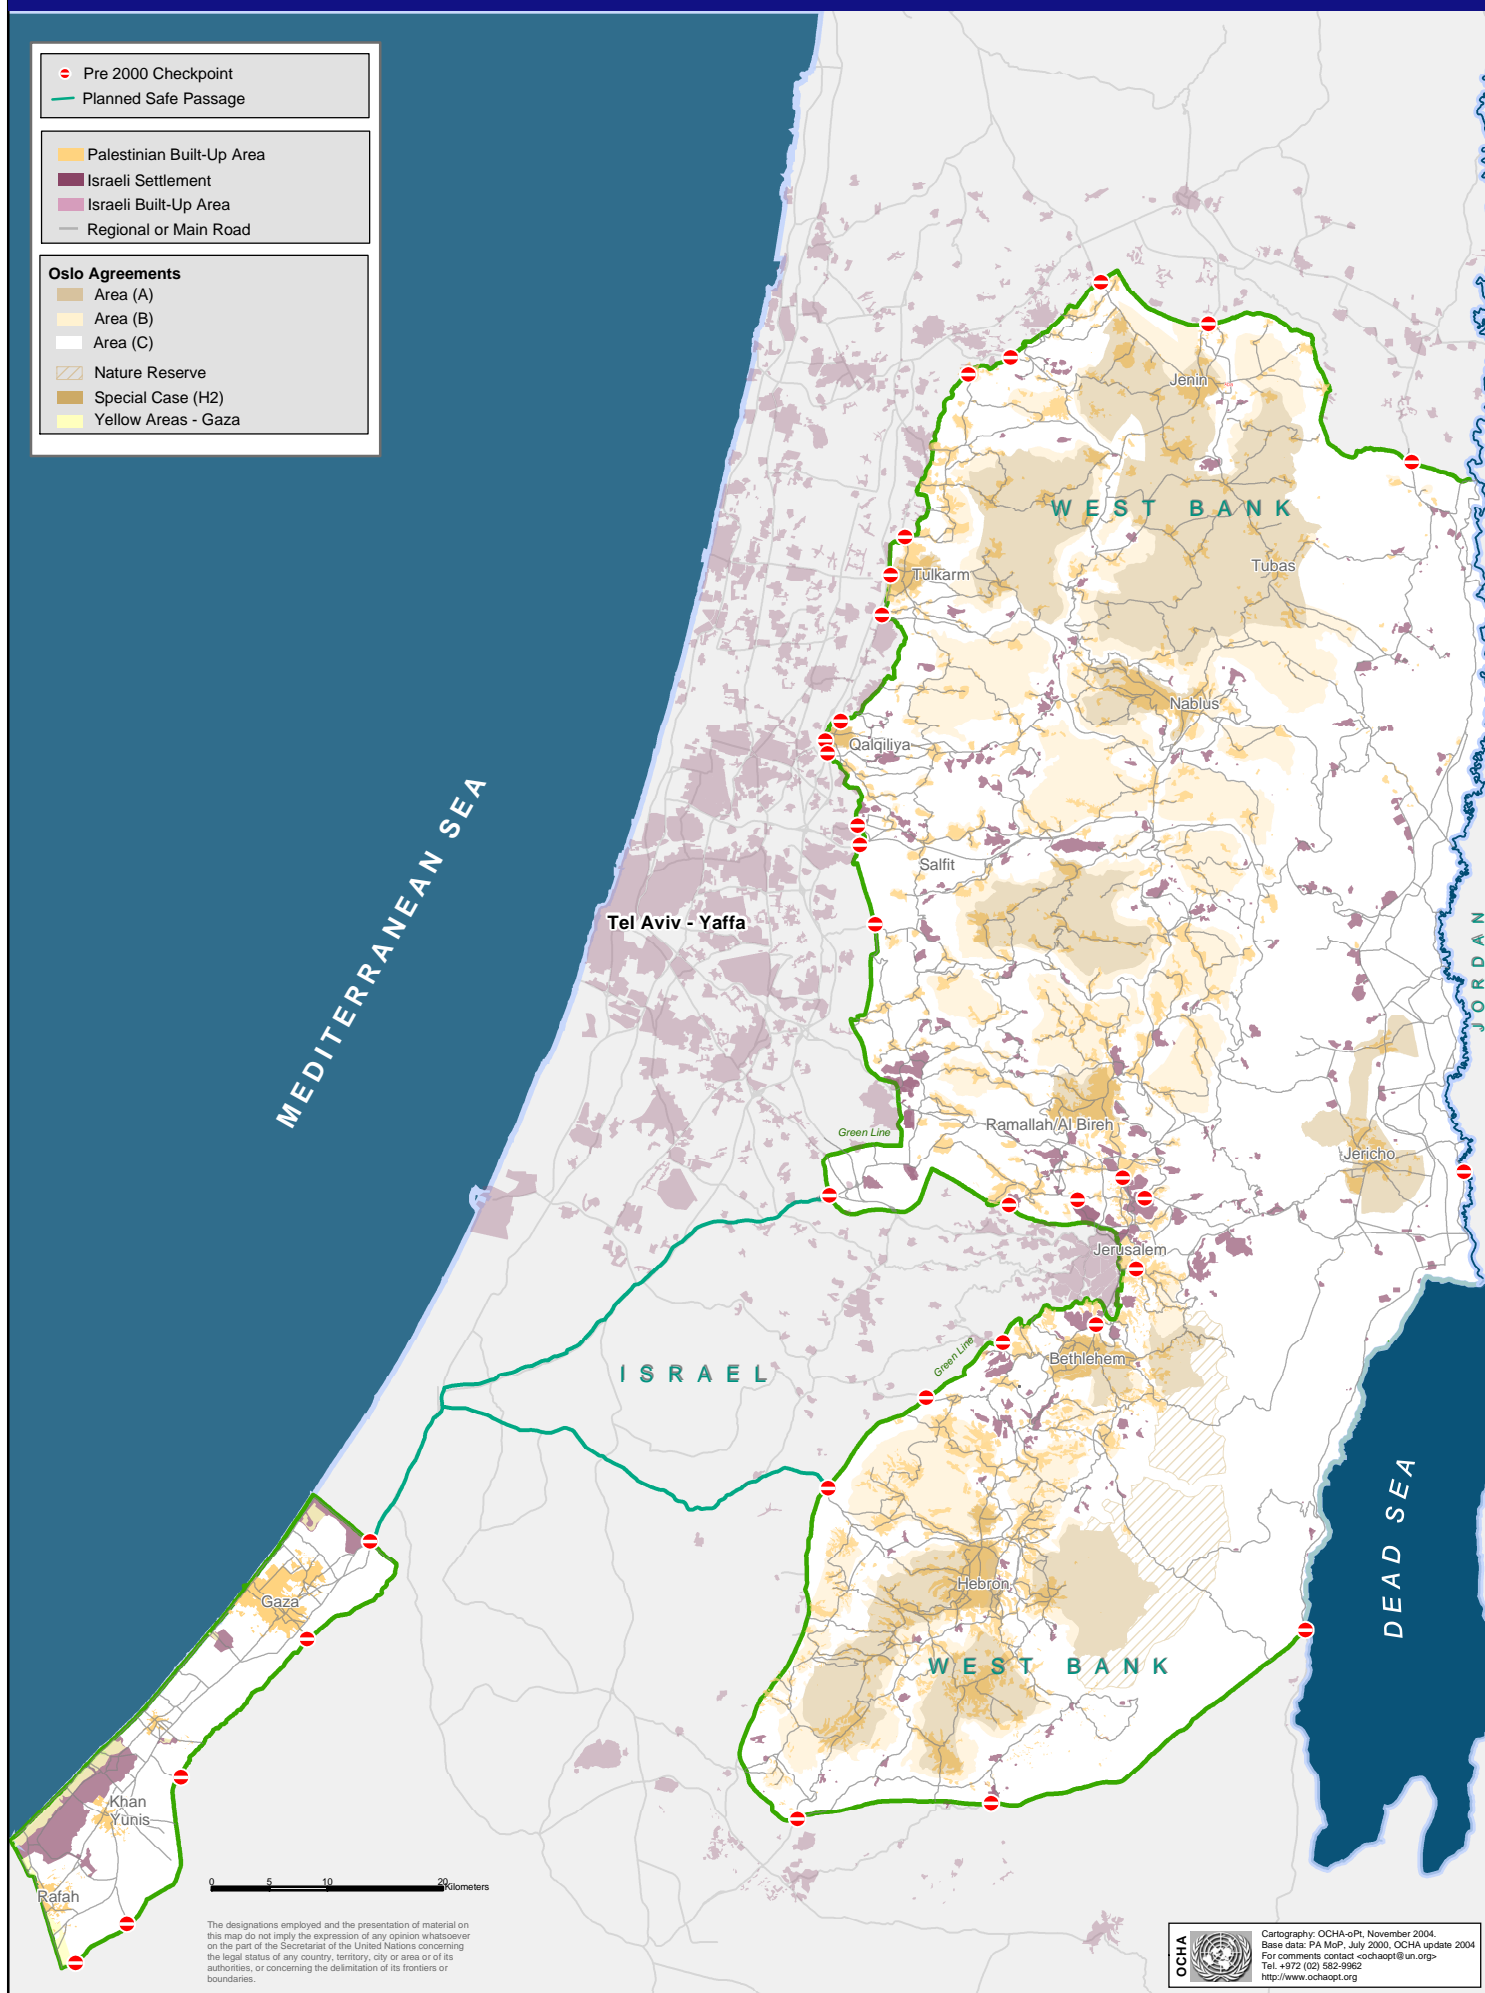 Pre 2000 Checkpoint
Planned Safe Passage
Palestinian Built-Up Area
Israeli Settlement
Israeli Built-Up Area
Regional or Main Road
Oslo Agreements
Area (A)
Area (B)
Area (C)
Nature Reserve
Special Case (H2)
Yellow Areas - Gaza
Jenin
WEST BANK
Tubas
Tulkarm
Nablus
Qalqiliya
MEDITERRANEAN SEA
Salfit
Tel Aviv - Yaffa
JORDAN
Ramallah/Al Bireh
Green Line
Jericho
Jerusalem
Green Line
Bethlehem
ISRAEL
DEAD SEA
Hebron
Gaza
WEST BANK
Khan
Yunis
Rafah
0 5 10 20
Kilometers
The designations employed and the presentation of material on
this map do not imply the expression of any opinion whatsoever
on the part of the Secretariat of the United Nations concerning
the legal status of any country, territory, city or area or of its
authorities, or concerning the delimitation of its frontiers or
boundaries.
OCHA
Cartography: OCHA-oPt, November 2004.
Base data: PA MoP, July 2000, OCHA update 2004
For comments contact <ochaopt@un.org>
Tel. +972 (02) 582-9962
http://www.ochaopt.org